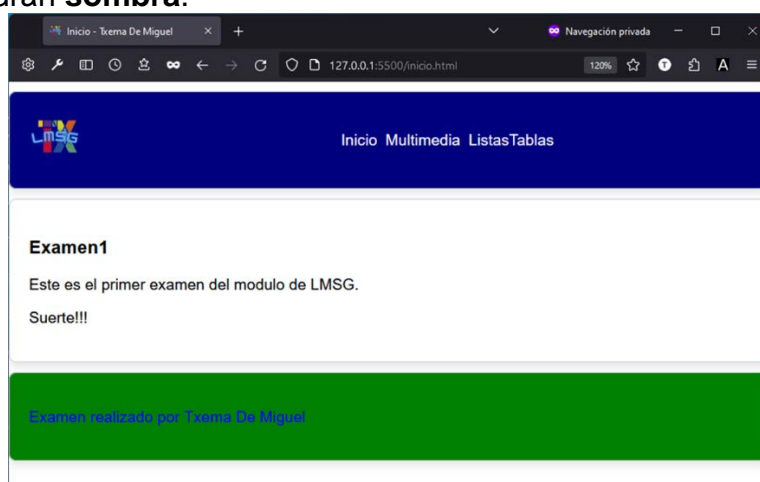 drán sombra.
Inicio - Txema De Miguel
Navegación privada
127.0.0.1:5500/inicio.html
120%
LMSG
Inicio Multimedia ListasTablas
Examen1
Este es el primer examen del modulo de LMSG.
Suerte!!!
Examen realizado por Txema De Miguel